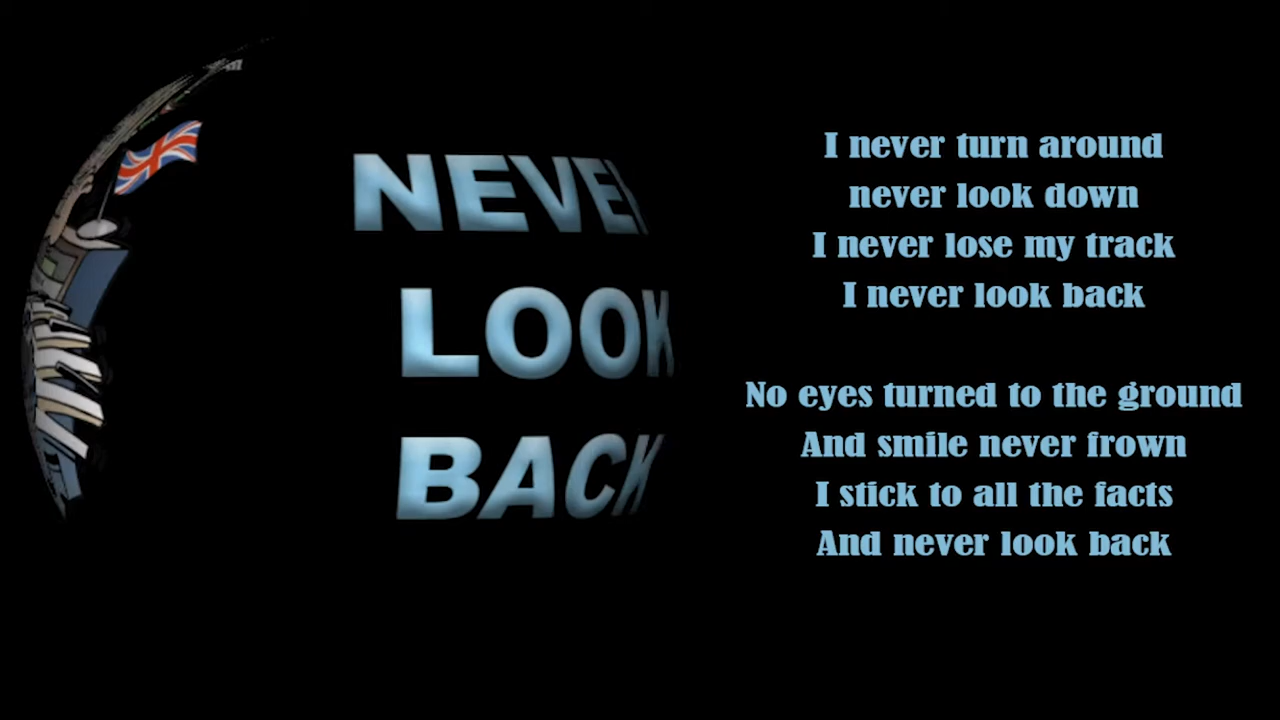 NEVER
LOOK
BACK
I never turn around
never look down
I never lose my track
I never look back
No eyes turned to the ground
And smile never frown
I stick to all the facts
And never look back